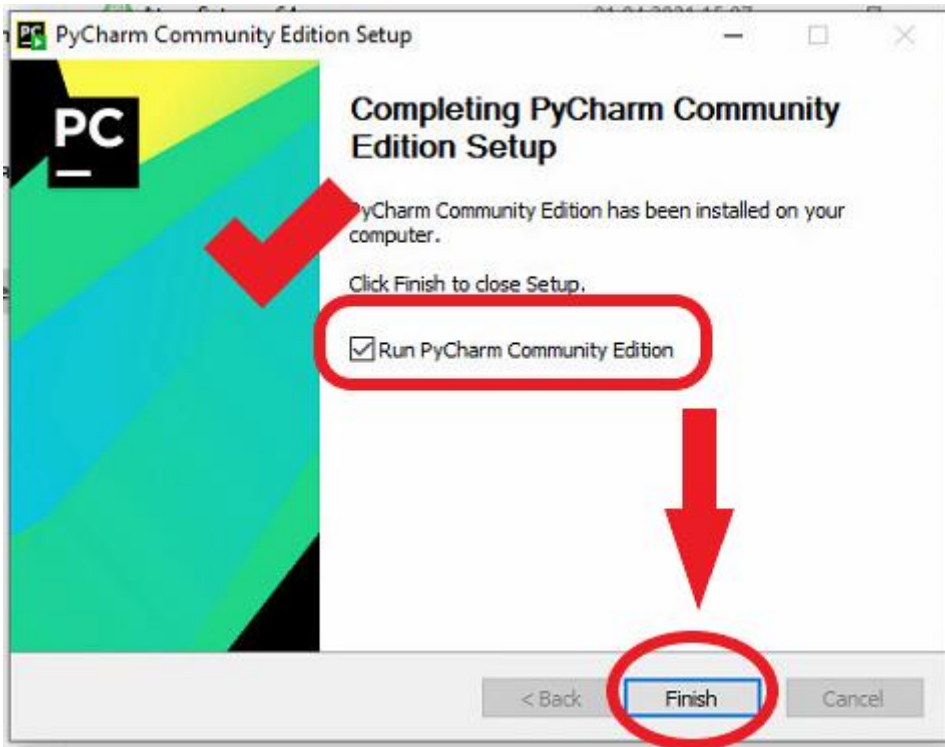 PyCharm Community Edition Setup
PC
Completing PyCharm Community
Edition Setup
PyCharm Community Edition has been installed on your
computer.
Click Finish to close Setup.
Run PyCharm Community Edition
< Back
Finish
Cancel